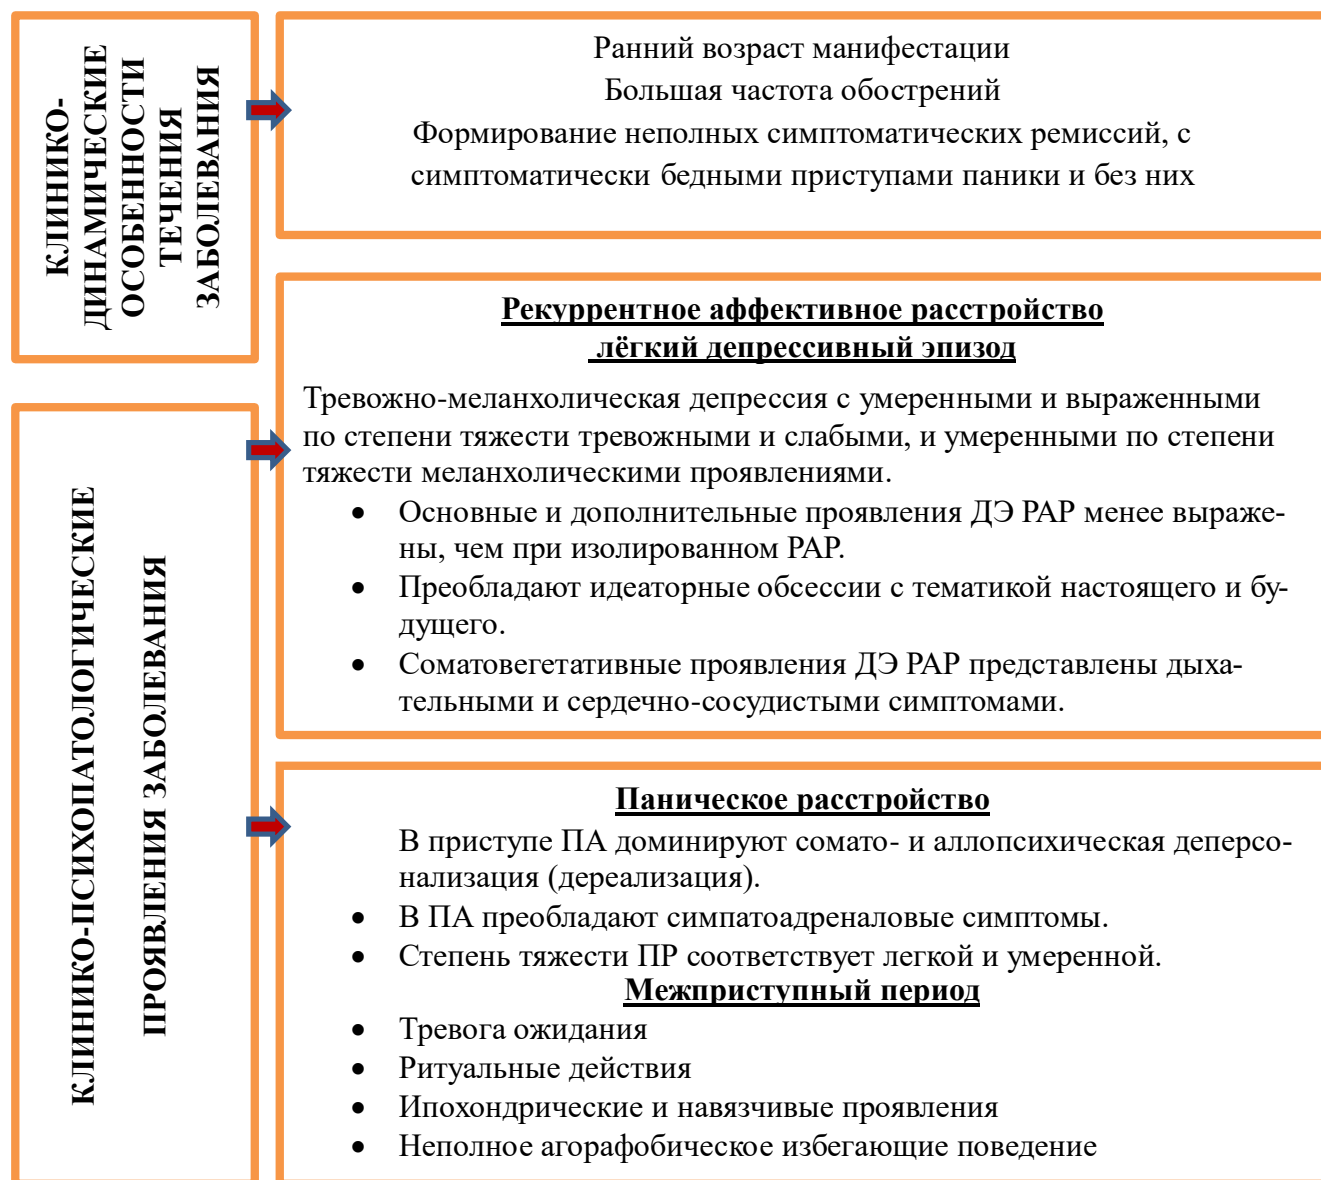 КЛИНИКО-
ДИНАМИЧЕСКИЕ
ОСОБЕННОСТИ
ТЕЧЕНИЯ
ЗАБОЛЕВАНИЯ
Ранний возраст манифестации
Большая частота обострений
Формирование неполных симптоматических ремиссий, с
симптоматически бедными приступами паники и без них
КЛИНИКО-ПСИХОПАТОЛОГИЧЕСКИЕ
ПРОЯВЛЕНИЯ ЗАБОЛЕВАНИЯ
Рекуррентное аффективное расстройство
лёгкий депрессивный эпизод
Тревожно-меланхолическая депрессия с умеренными и выраженными
по степени тяжести тревожными и слабыми, и умеренными по степени
тяжести меланхолическими проявлениями.
• Основные и дополнительные проявления ДЭ РАР менее выраже-
ны, чем при изолированном РАР.
• Преобладают идеаторные обсессии с тематикой настоящего и бу-
дущего.
• Соматовегетативные проявления ДЭ РАР представлены дыха-
тельными и сердечно-сосудистыми симптомами.
Паническое расстройство
В приступе ПА доминируют сомато- и аллопсихическая деперсо-
нализация (дереализация).
• В ПА преобладают симпатоадреналовые симптомы.
• Степень тяжести ПР соответствует легкой и умеренной.
Межприступный период
• Тревога ожидания
• Ритуальные действия
• Ипохондрические и навязчивые проявления
• Неполное агорафобическое избегающие поведение